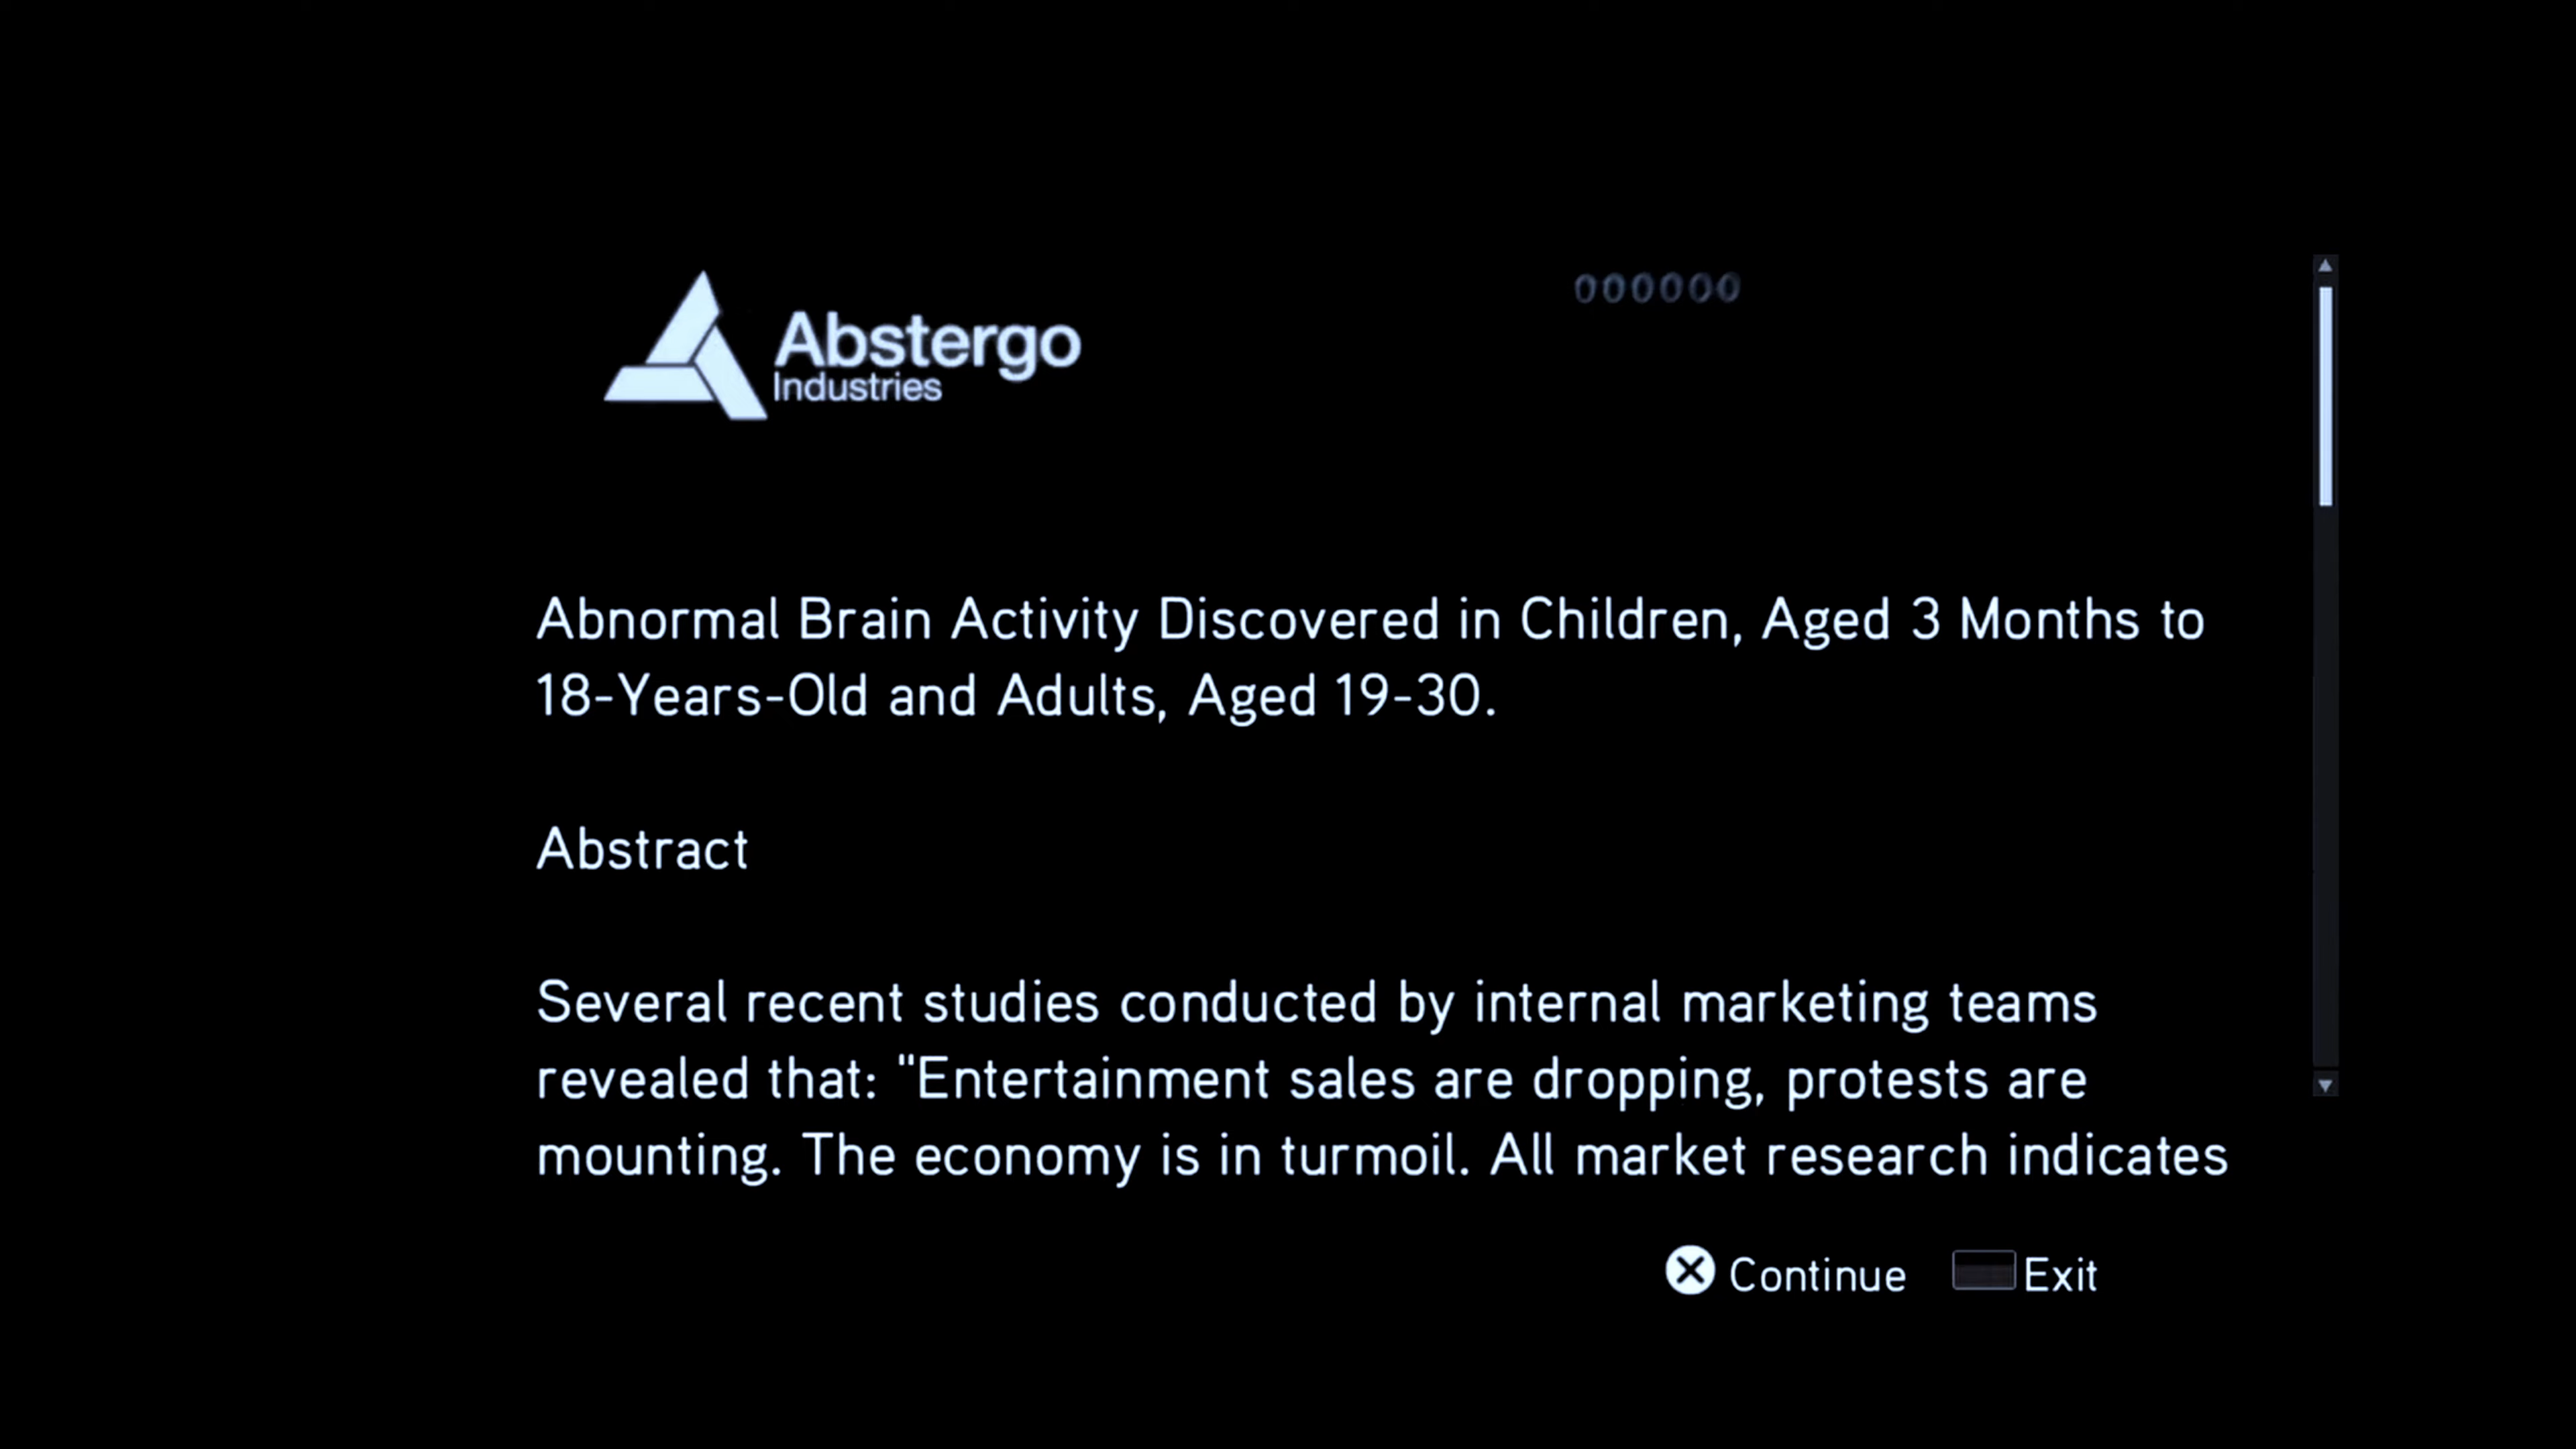 Abstergo
Industries
000000
Abnormal Brain Activity Discovered in Children, Aged 3 Months to
18-Years-Old and Adults, Aged 19-30.
Abstract
Several recent studies conducted by internal marketing teams
revealed that: "Entertainment sales are dropping, protests are
mounting. The economy is in turmoil. All market research indicates
Continue Exit